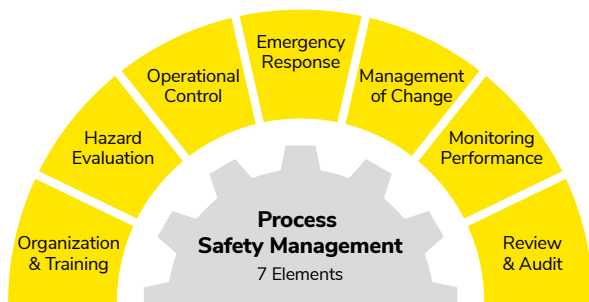 Organization
& Training
Hazard
Evaluation
Operational
Control
Emergency
Response
Management
of Change
Monitoring
Performance
Review
& Audit
Process
Safety Management
7 Elements